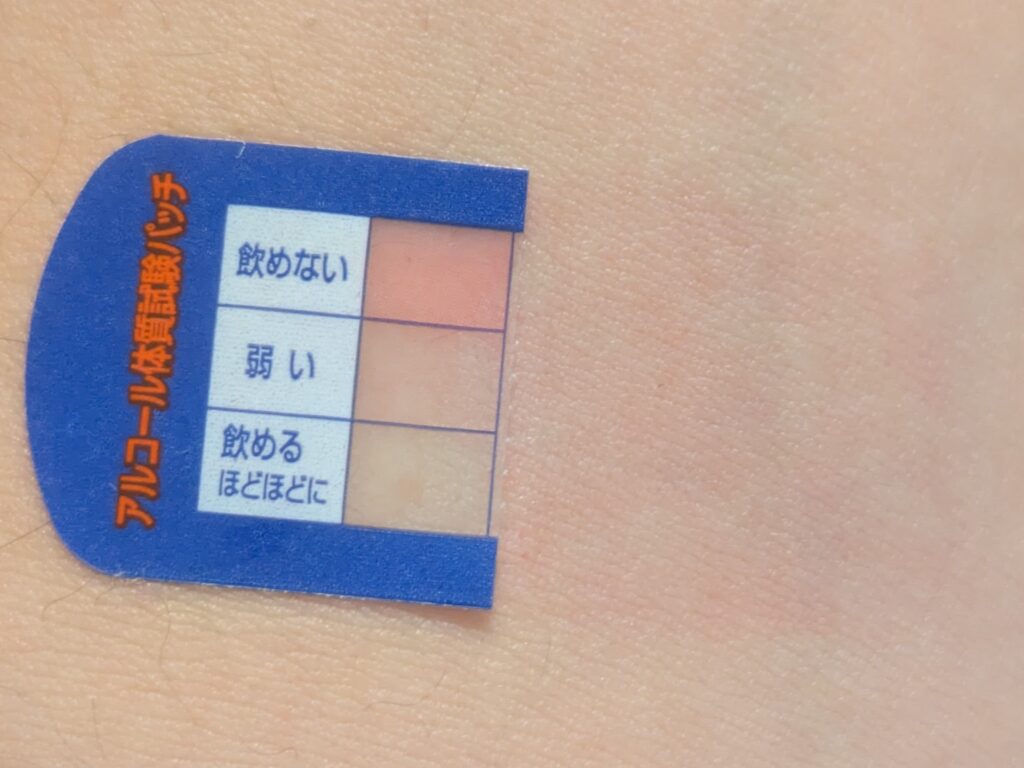 アルコール体質試験パッチ
飲めない
弱い
飲める
ほどほどに